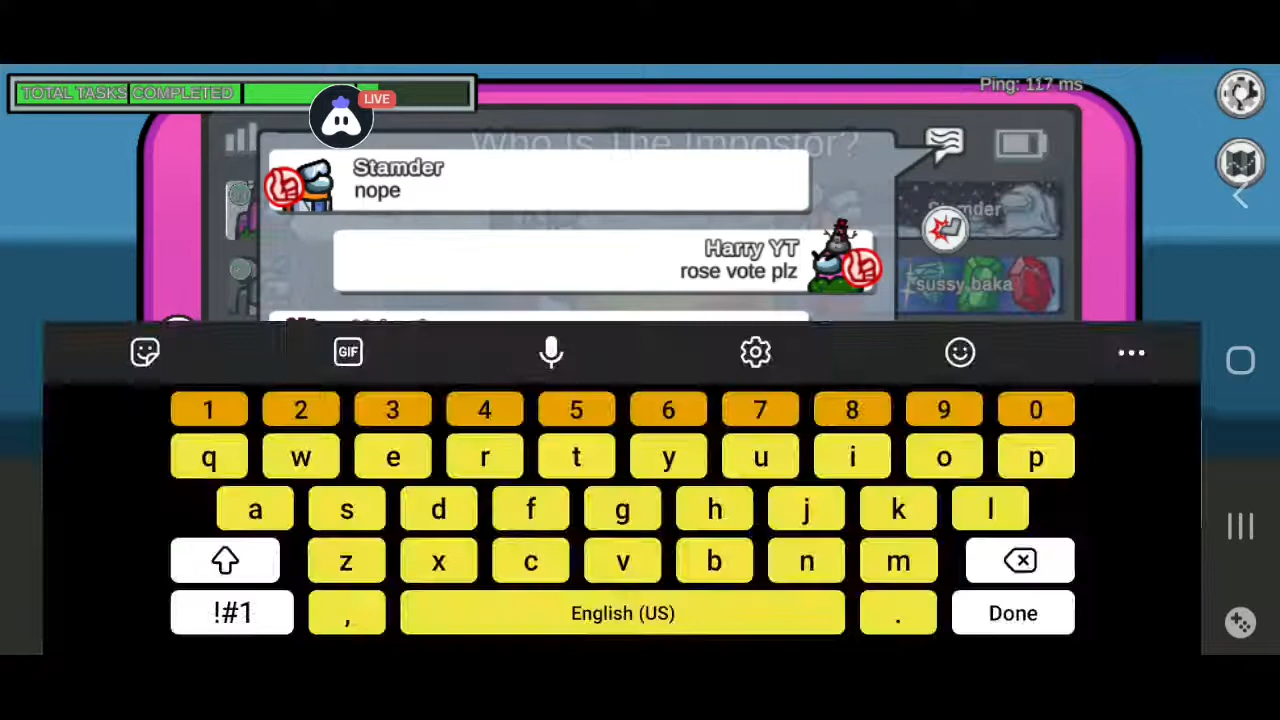 TOTAL TASKS COMPLETED
LIVE
Ping: 117 ms
Who Is The Impostor?
Stamder
nope
Stamder
Harry YT
rose vote plz
sussy baka
GIF
1 2 3 4 5 6 7 8 9 0
q w e r t y u i o p
a s d f g h j k l
z x c v b n m
!#1 , English (US) . Done